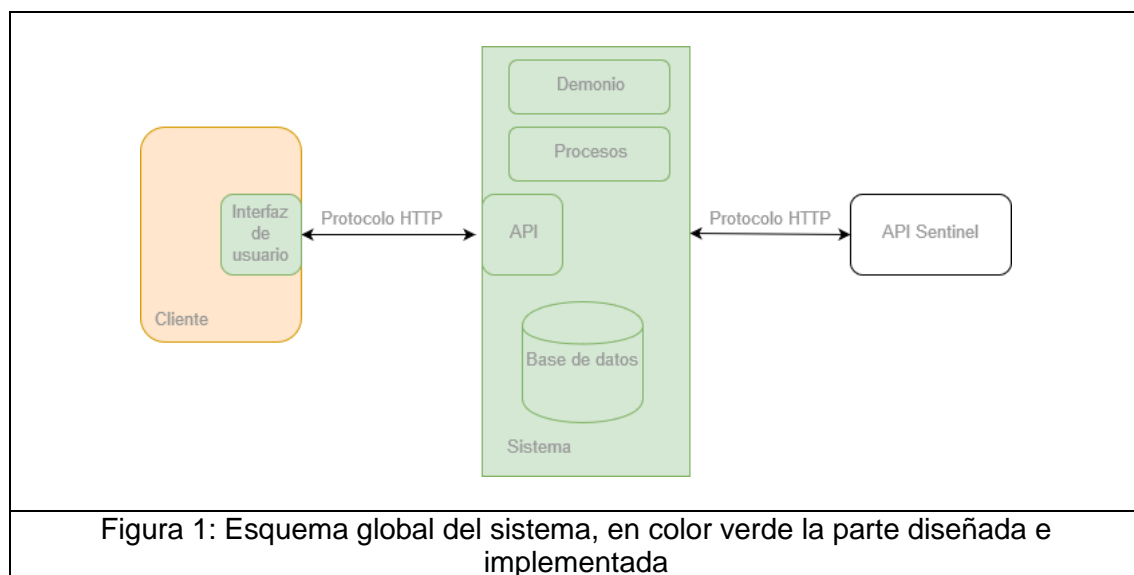 Demonio
Procesos
Interfaz
de
usuario
Protocolo HTTP
API
Protocolo HTTP
API Sentinel
Cliente
Base de datos
Sistema
Figura 1: Esquema global del sistema, en color verde la parte diseñada e
implementada